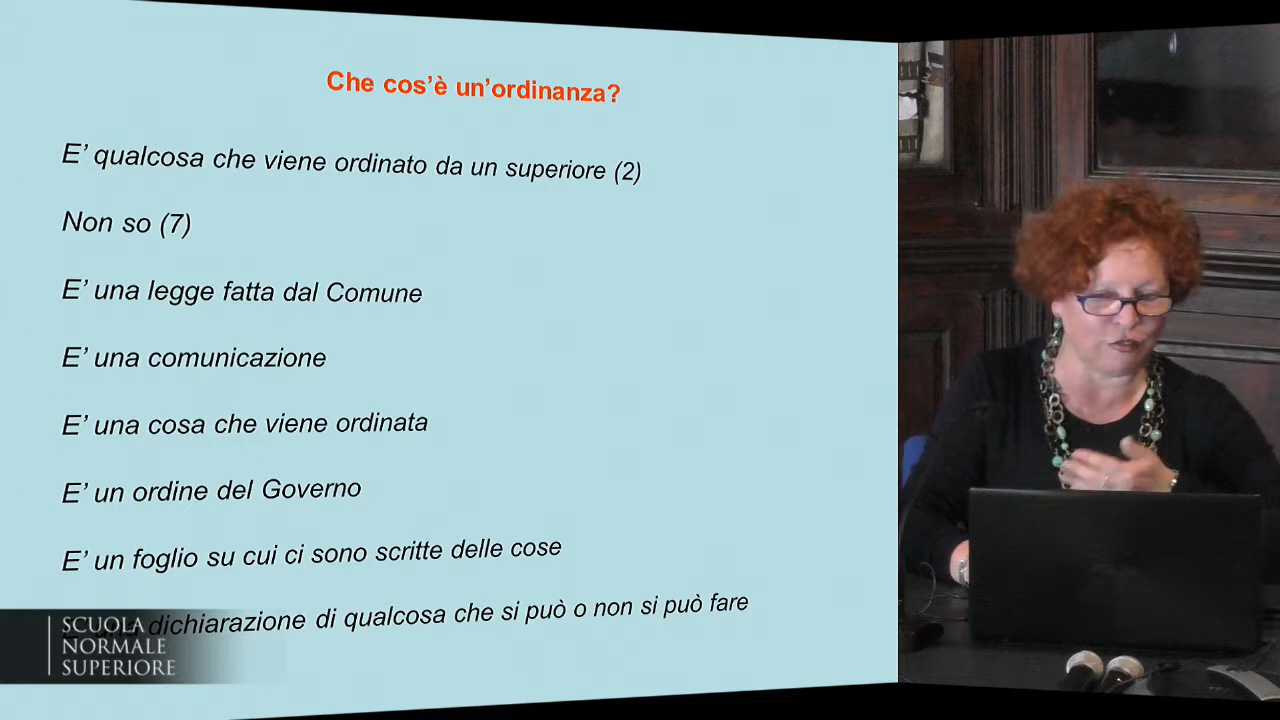 Che cos'è un'ordinanza?
E' qualcosa che viene ordinato da un superiore (2)
Non so (7)
E' una legge fatta dal Comune
E' una comunicazione
E' una cosa che viene ordinata
E' un ordine del Governo
E' un foglio su cui ci sono scritte delle cose
dichiarazione di qualcosa che si può o non si può fare
SCUOLA
NORMALE
SUPERIORE